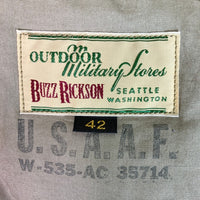 OUTDOOR
Military Stores
BUZZ RICKSON
SEATTLE
WASHINGTON
42
U.S.A.A.F.
W-535-AC 35714